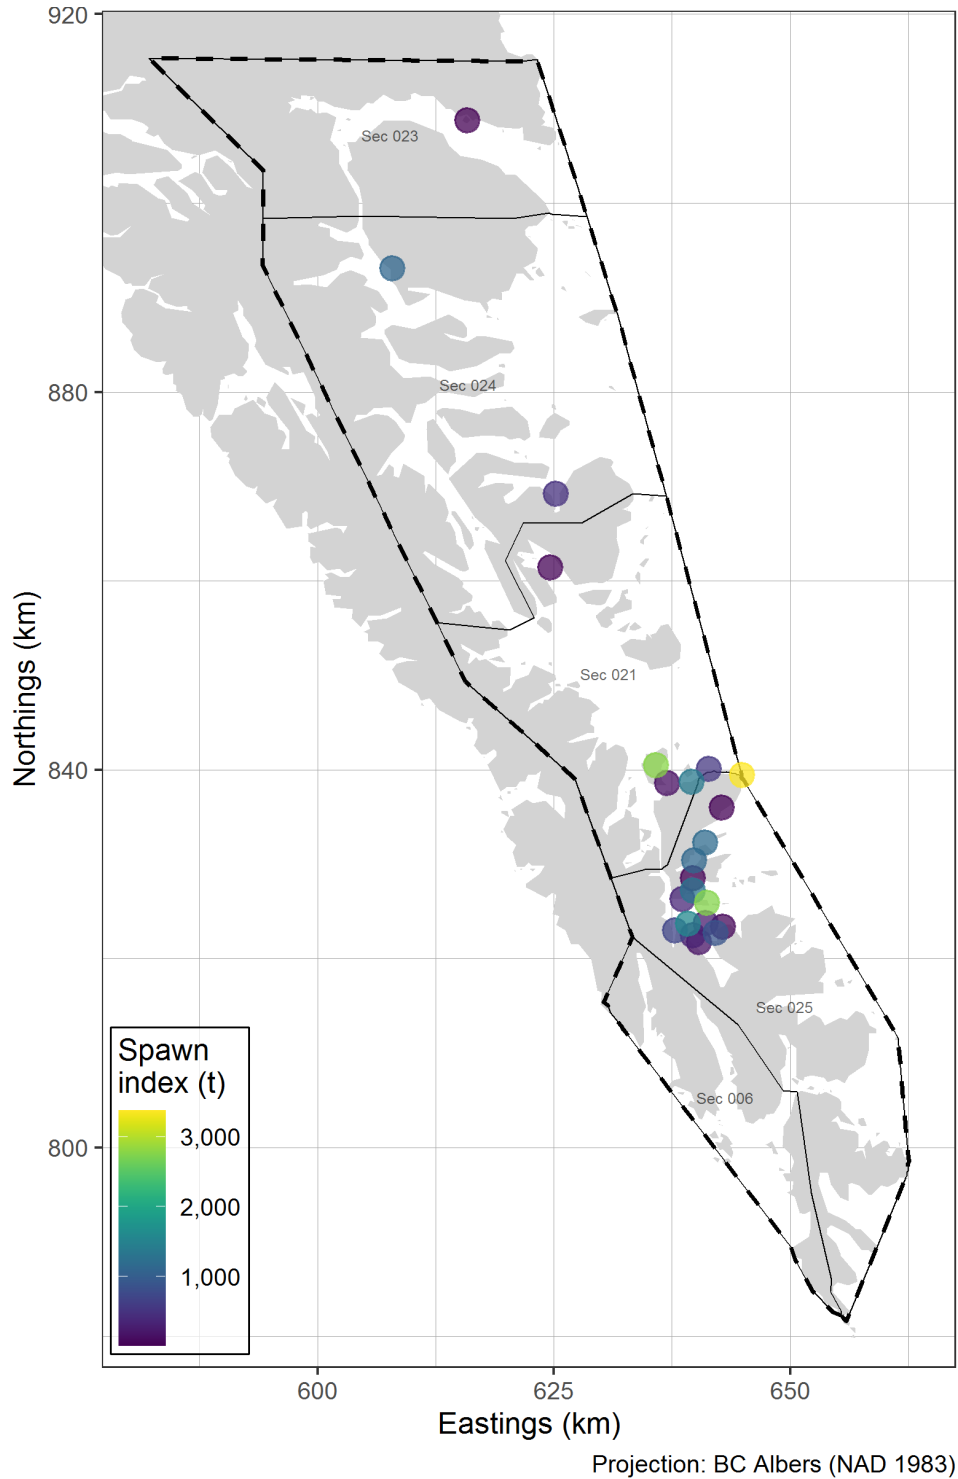 920
Sec 023
Sec 024
880
Sec 021
840
Northings (km)
Sec 025
Sec 006
800
Spawn
index (t)
3,000
2,000
1,000
600
625
650
Eastings (km)
Projection: BC Albers (NAD 1983)